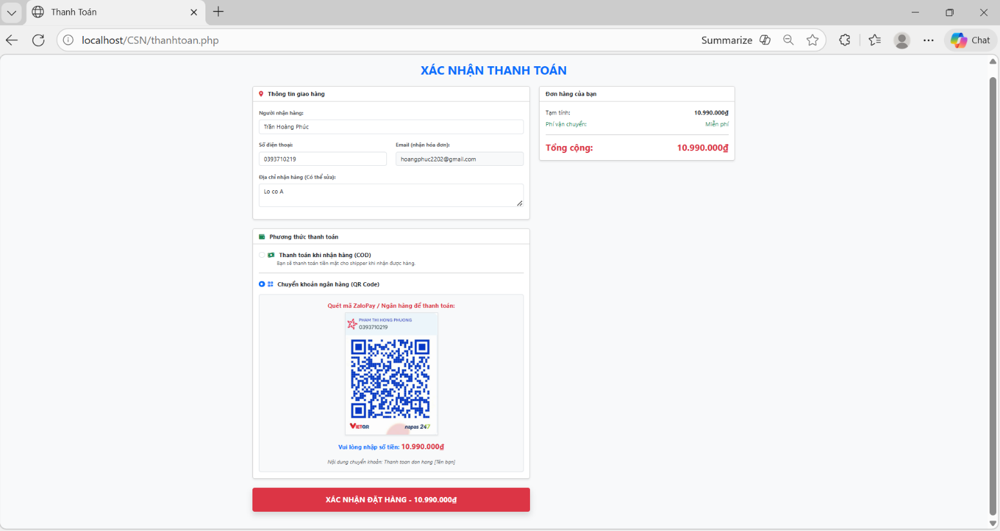 Thanh Toán
localhost/CSN/thanhtoan.php
Summarize
Chat
XÁC NHẬN THANH TOÁN
Thông tin giao hàng
Người nhận hàng:
Trần Hoàng Phúc
Số điện thoại:
Email (nhận hóa đơn):
0393710219
hoangphuc2202@gmail.com
Địa chỉ nhận hàng (Có thể sửa):
Lo co A
Phương thức thanh toán
Thanh toán khi nhận hàng (COD)
Bạn sẽ thanh toán tiền mặt cho shipper khi nhận được hàng.
Chuyển khoản ngân hàng (QR Code)
Quét mã ZaloPay / Ngân hàng để thanh toán:
PHAM THI HONG PHUONG
0393710219
VIETQR
napas 247
Vui lòng nhập số tiền: 10.990.000₫
Nội dung chuyển khoản: Thanh toan don hang [Tên bạn]
XÁC NHẬN ĐẶT HÀNG - 10.990.000₫
Đơn hàng của bạn
Tạm tính: 10.990.000₫
Phí vận chuyển: Miễn phí
Tổng cộng: 10.990.000₫